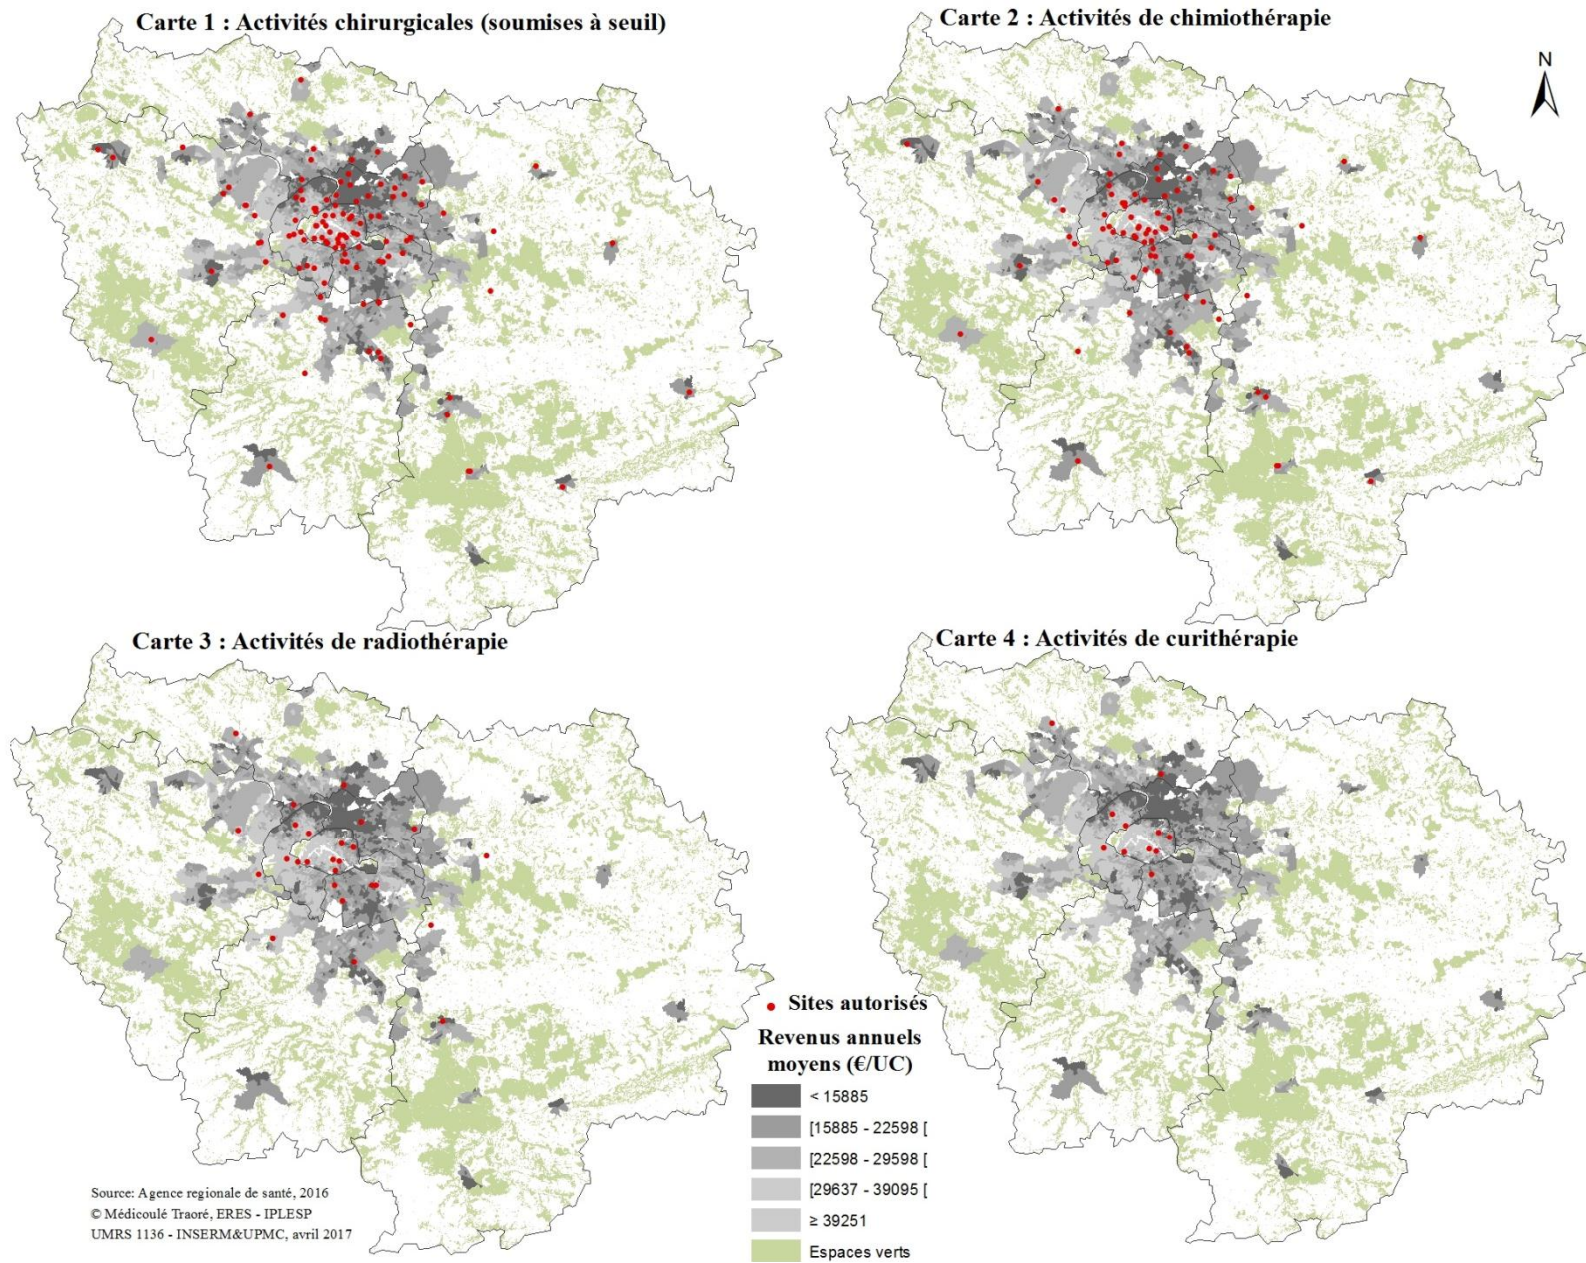 Carte 1 : Activités chirurgicales (soumises à seuil)
Carte 2 : Activités de chimiothérapie
N
Carte 3 : Activités de radiothérapie
Carte 4 : Activités de curithérapie
Sites autorisés
Revenus annuels
moyens (€/UC)
< 15885
[15885 - 22598 [
[22598 - 29598 [
[29637 - 39095 [
≥ 39251
Espaces verts
Source: Agence regionale de santé, 2016
© Médicoulé Traoré, ERES - IPLESP
UMRS 1136 - INSERM&UPMC, avril 2017